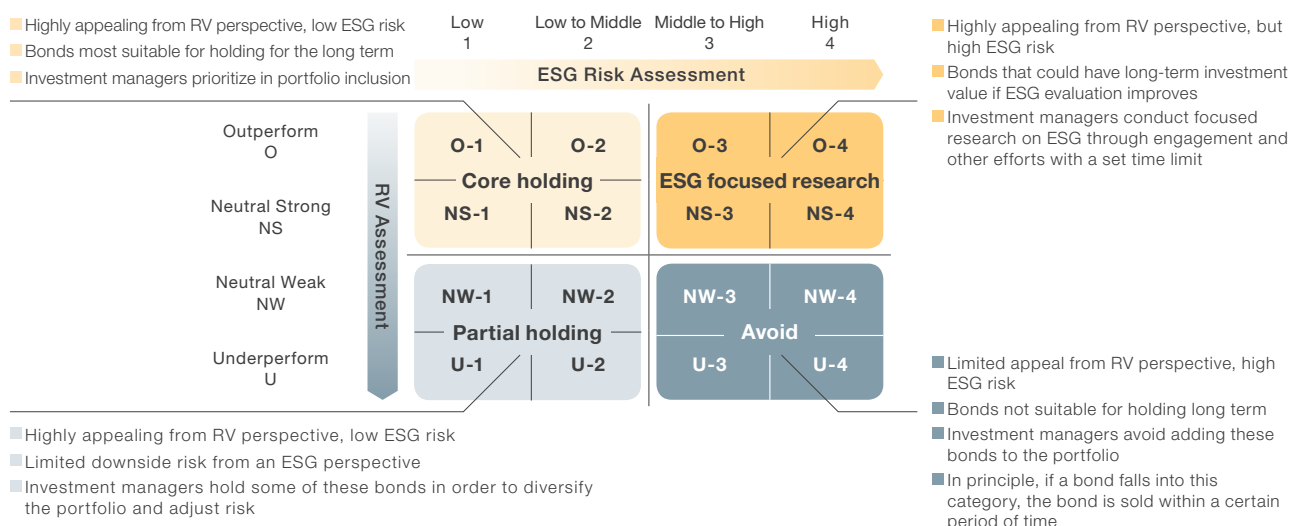 Highly appealing from RV perspective, low ESG risk
Bonds most suitable for holding for the long term
Investment managers prioritize in portfolio inclusion
Low
1
Low to Middle
2
Middle to High
3
High
4
ESG Risk Assessment
Highly appealing from RV perspective, but
high ESG risk
Bonds that could have long-term investment
value if ESG evaluation improves
Investment managers conduct focused
research on ESG through engagement and
other efforts with a set time limit
RV Assessment
Outperform
O
O-1
O-2
O-3
O-4
Core holding
ESG focused research
Neutral Strong
NS
NS-1
NS-2
NS-3
NS-4
Neutral Weak
NW
NW-1
NW-2
NW-3
NW-4
Partial holding
Avoid
Underperform
U
U-1
U-2
U-3
U-4
Highly appealing from RV perspective, low ESG risk
Limited downside risk from an ESG perspective
Investment managers hold some of these bonds in order to diversify
the portfolio and adjust risk
Limited appeal from RV perspective, high
ESG risk
Bonds not suitable for holding long term
Investment managers avoid adding these
bonds to the portfolio
In principle, if a bond falls into this
category, the bond is sold within a certain
period of time